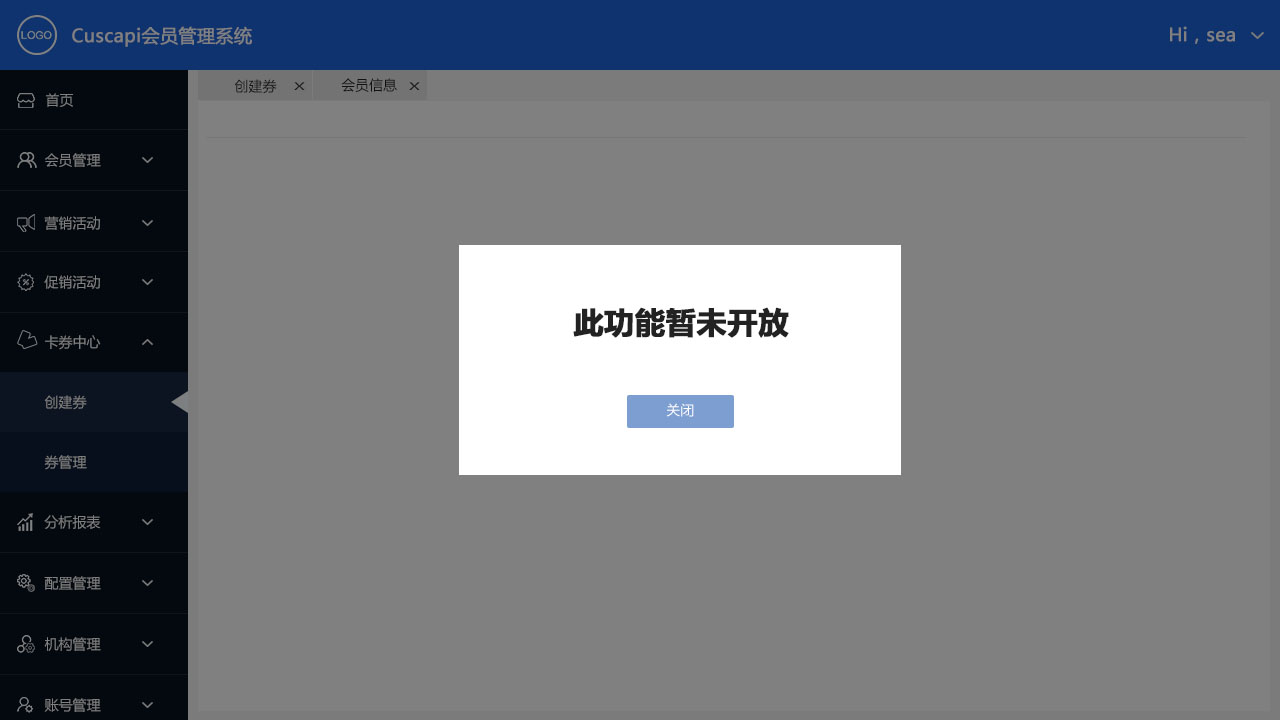 LOGO Cuscapi会员管理系统
Hi , sea
创建券
会员信息
首页
会员管理
营销活动
促销活动
卡券中心
创建券
券管理
分析报表
配置管理
机构管理
账号管理
此功能暂未开放
关闭